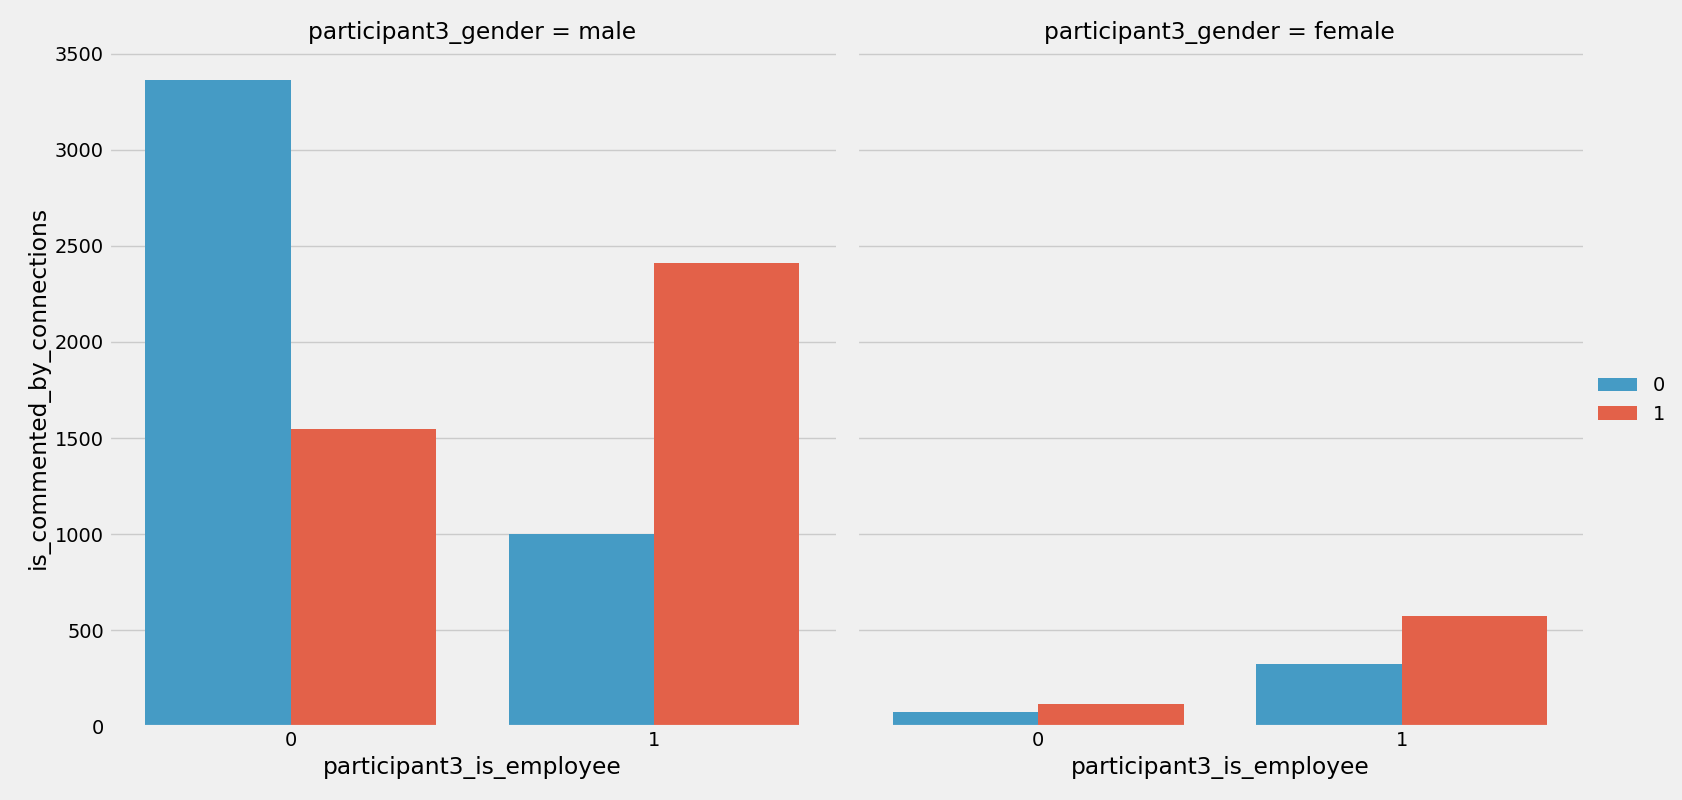 participant3_gender = male
participant3_gender = female
is_commented_by_connections
3500
3000
2500
2000
1500
1000
500
0
0 1
0 1
participant3_is_employee
participant3_is_employee
0
1